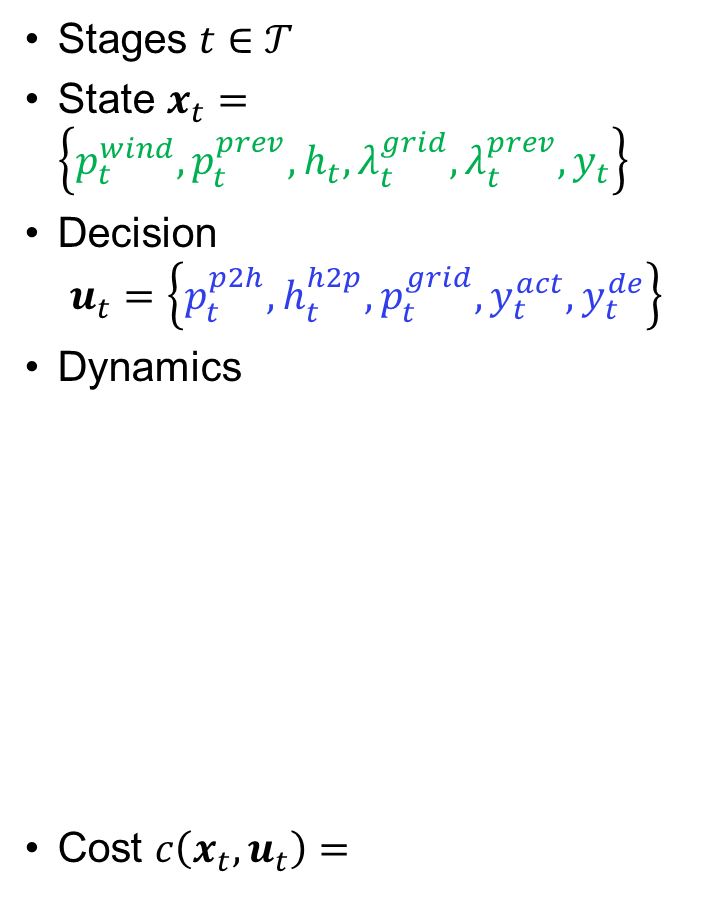 • Stages 𝑡 ∈ 𝒯
• State 𝒙_𝑡 =
{𝑝_𝑡^{𝑤𝑖𝑛𝑑}, 𝑝_𝑡^{𝑝𝑟𝑒𝑣}, ℎ_𝑡, 𝜆_𝑡^{𝑔𝑟𝑖𝑑}, 𝜆_𝑡^{𝑝𝑟𝑒𝑣}, 𝑦_𝑡}
• Decision
𝒖_𝑡 = {𝑝_𝑡^{𝑝2ℎ}, ℎ_𝑡^{ℎ2𝑝}, 𝑝_𝑡^{𝑔𝑟𝑖𝑑}, 𝑦_𝑡^{𝑎𝑐𝑡}, 𝑦_𝑡^{𝑑𝑒}}
• Dynamics
• Cost 𝑐(𝒙_𝑡, 𝒖_𝑡) =